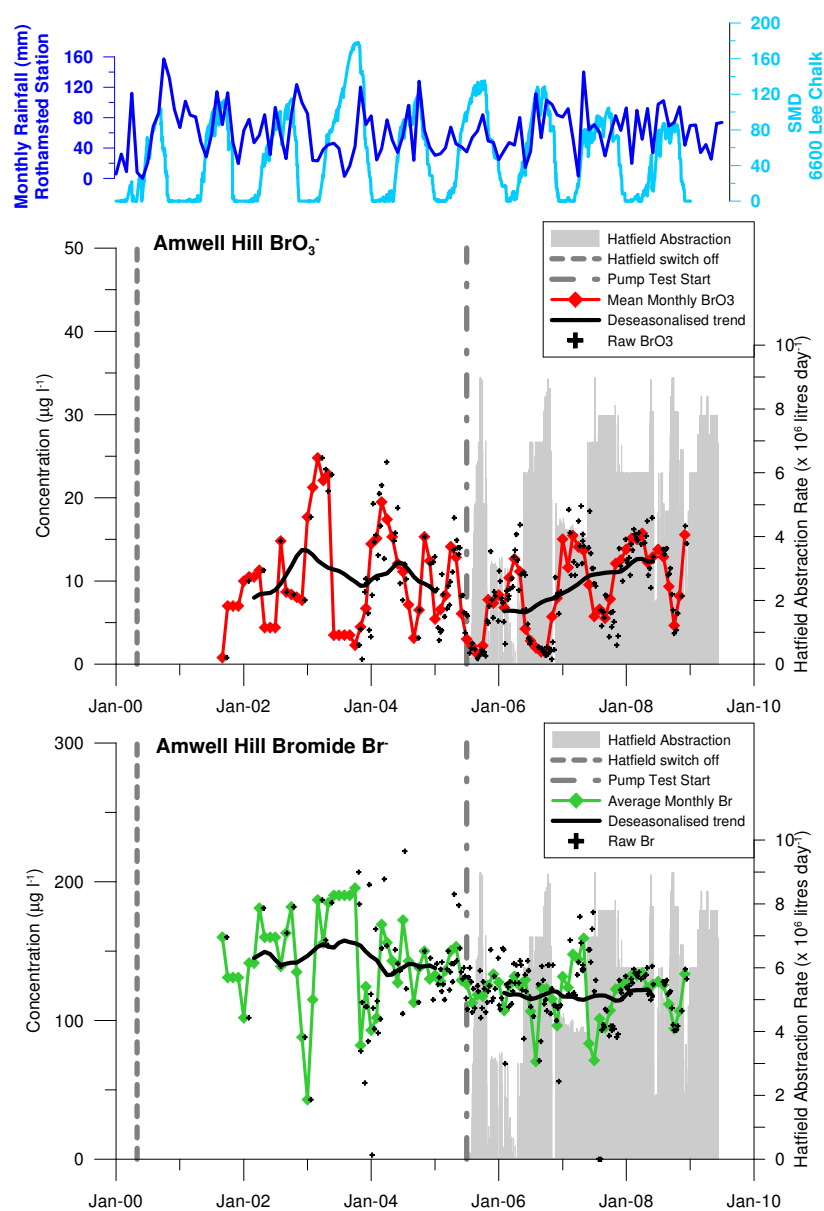 200
160
160
120
120
80
80
40
40
0
0
Monthly Rainfall (mm)
Rothamsted Station
SMD
6600 Lee Chalk
Amwell Hill BrO₃⁻
50
40
30
20
10
0
Concentration (µg l⁻¹)
Hatfield Abstraction
Hatfield switch off
Pump Test Start
Mean Monthly BrO3
Deseasonalised trend
Raw BrO3
10
8
6
4
2
0
Hatfield Abstraction Rate (x 10⁶ litres day⁻¹)
Jan-00 Jan-02 Jan-04 Jan-06 Jan-08 Jan-10
Amwell Hill Bromide Br⁻
300
200
100
0
Concentration (µg l⁻¹)
Hatfield Abstraction
Hatfield switch off
Pump Test Start
Average Monthly Br
Deseasonalised trend
Raw Br
10
8
6
4
2
0
Hatfield Abstraction Rate (x 10⁶ litres day⁻¹)
Jan-00 Jan-02 Jan-04 Jan-06 Jan-08 Jan-10